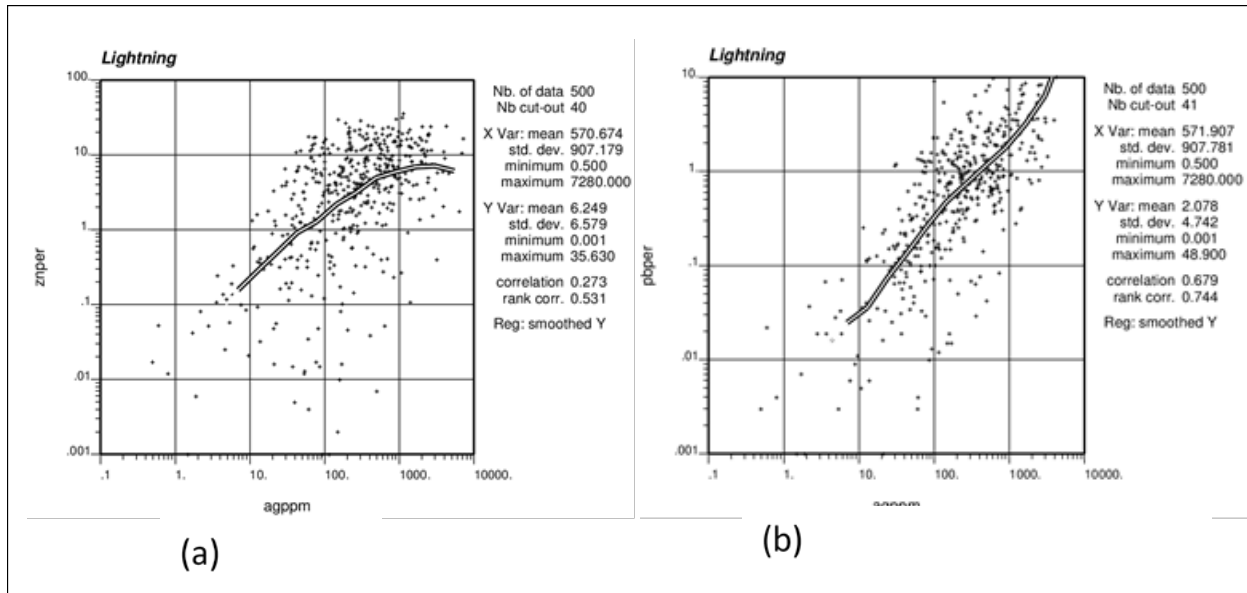 Lightning
100.
10.
1.
.1
.01
.001
znper
.1 1. 10. 100. 1000. 10000.
agppm
Nb. of data 500
Nb cut-out 40
X Var: mean 570.674
std. dev. 907.179
minimum 0.500
maximum 7280.000
Y Var: mean 6.249
std. dev. 6.579
minimum 0.001
maximum 35.630
correlation 0.273
rank corr. 0.531
Reg: smoothed Y
(a)
Lightning
10.
1.
.1
.01
.001
pbper
.1 1. 10. 100. 1000. 10000.
agppm
Nb. of data 500
Nb cut-out 41
X Var: mean 571.907
std. dev. 907.781
minimum 0.500
maximum 7280.000
Y Var: mean 2.078
std. dev. 4.742
minimum 0.001
maximum 48.900
correlation 0.679
rank corr. 0.744
Reg: smoothed Y
(b)